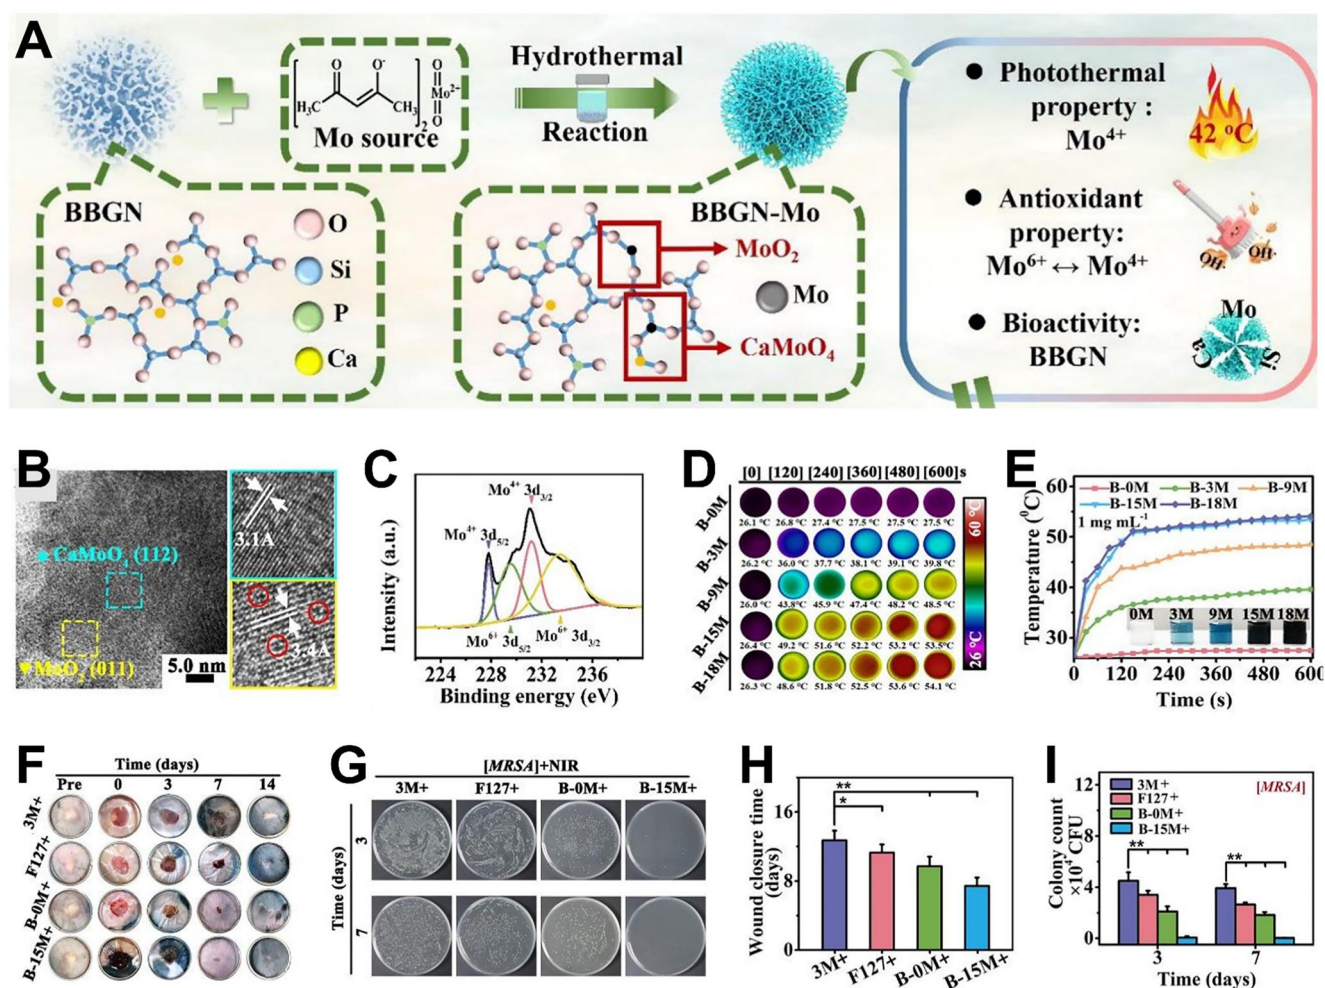 A
BBGN
O
Si
P
Ca
O O⁻
H₃C CH₃
2
O
Mo²⁺
O
Mo source
Hydrothermal
Reaction
BBGN-Mo
MoO₂
Mo
CaMoO₄
Photothermal
property :
Mo⁴⁺
42 °C
Antioxidant
property:
Mo⁶⁺ ↔ Mo⁴⁺
OH· OH·
Bioactivity:
BBGN
Mo
Ca
Si
B
CaMoO₄ (112)
MoO₂ (011)
5.0 nm
3.1Å
3.4Å
C
Intensity (a.u.)
Mo⁴⁺ 3d₃/₂
Mo⁴⁺ 3d₅/₂
Mo⁶⁺ 3d₅/₂
Mo⁶⁺ 3d₃/₂
224 228 232 236
Binding energy (eV)
D
[0] [120] [240] [360] [480] [600] s
B-0M
26.1 °C 26.8 °C 27.4 °C 27.5 °C 27.5 °C 27.5 °C
B-3M
26.2 °C 36.0 °C 37.7 °C 38.1 °C 39.1 °C 39.8 °C
B-9M
26.0 °C 43.8°C 45.9 °C 47.4 °C 48.2 °C 48.5 °C
B-15M
26.4 °C 49.2 °C 51.6 °C 52.2 °C 53.2 °C 53.5°C
B-18M
26.3 °C 48.6 °C 51.8 °C 52.5 °C 53.6 °C 54.1 °C
60 °C
26 °C
E
Temperature (⁰C)
60
45
30
B-0M B-3M B-9M
B-15M B-18M
1 mg mL⁻¹
0M 3M 9M 15M 18M
0 120 240 360 480 600
Time (s)
F
Time (days)
Pre 0 3 7 14
3M+
F127+
B-0M+
B-15M+
G
[MRSA]+NIR
3M+ F127+ B-0M+ B-15M+
Time (days)
3
7
H
Wound closure time
(days)
16
8
0
**
*
3M+ F127+ B-0M+ B-15M+
I
Colony count
×10⁴ CFU
12
8
4
0
3M+
F127+
B-0M+
B-15M+
[MRSA]
** **
3 7
Time (days)